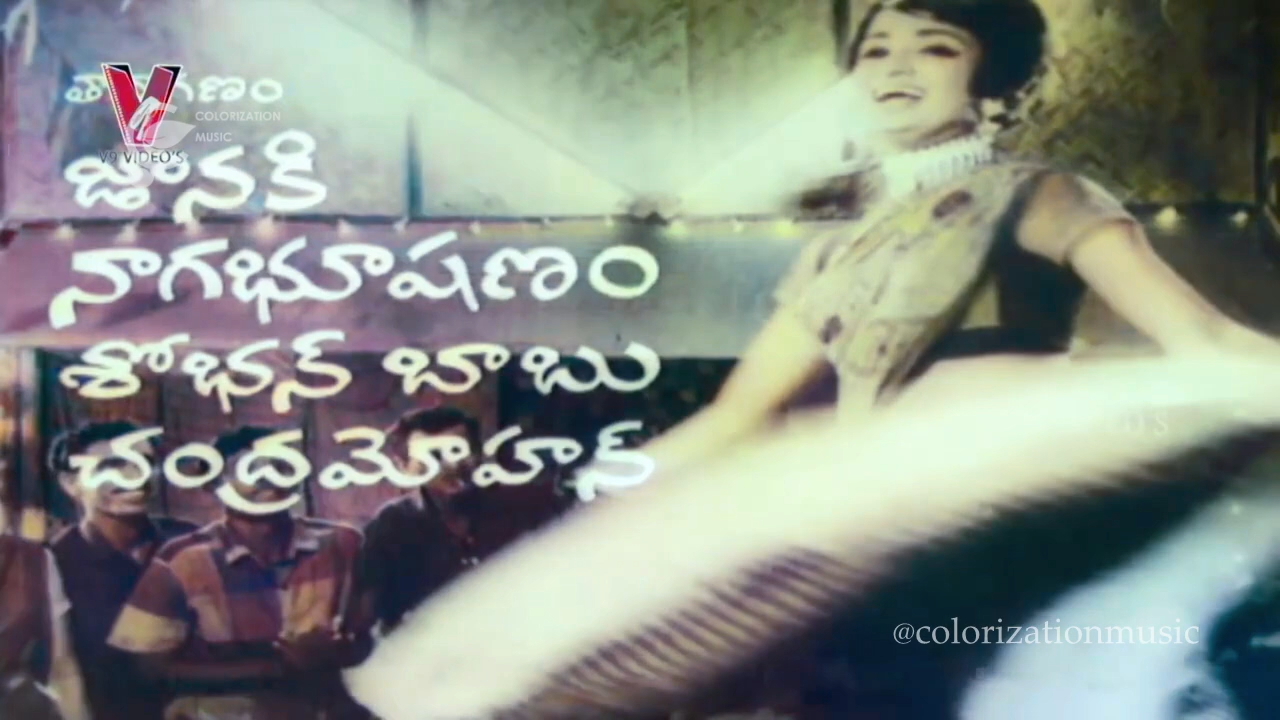 తారాగణం
COLORIZATION
MUSIC
V9 VIDEO'S
జానకి
నాగభూషణం
శోభన్ బాబు
చంద్రమోహన్
@colorizationmusic